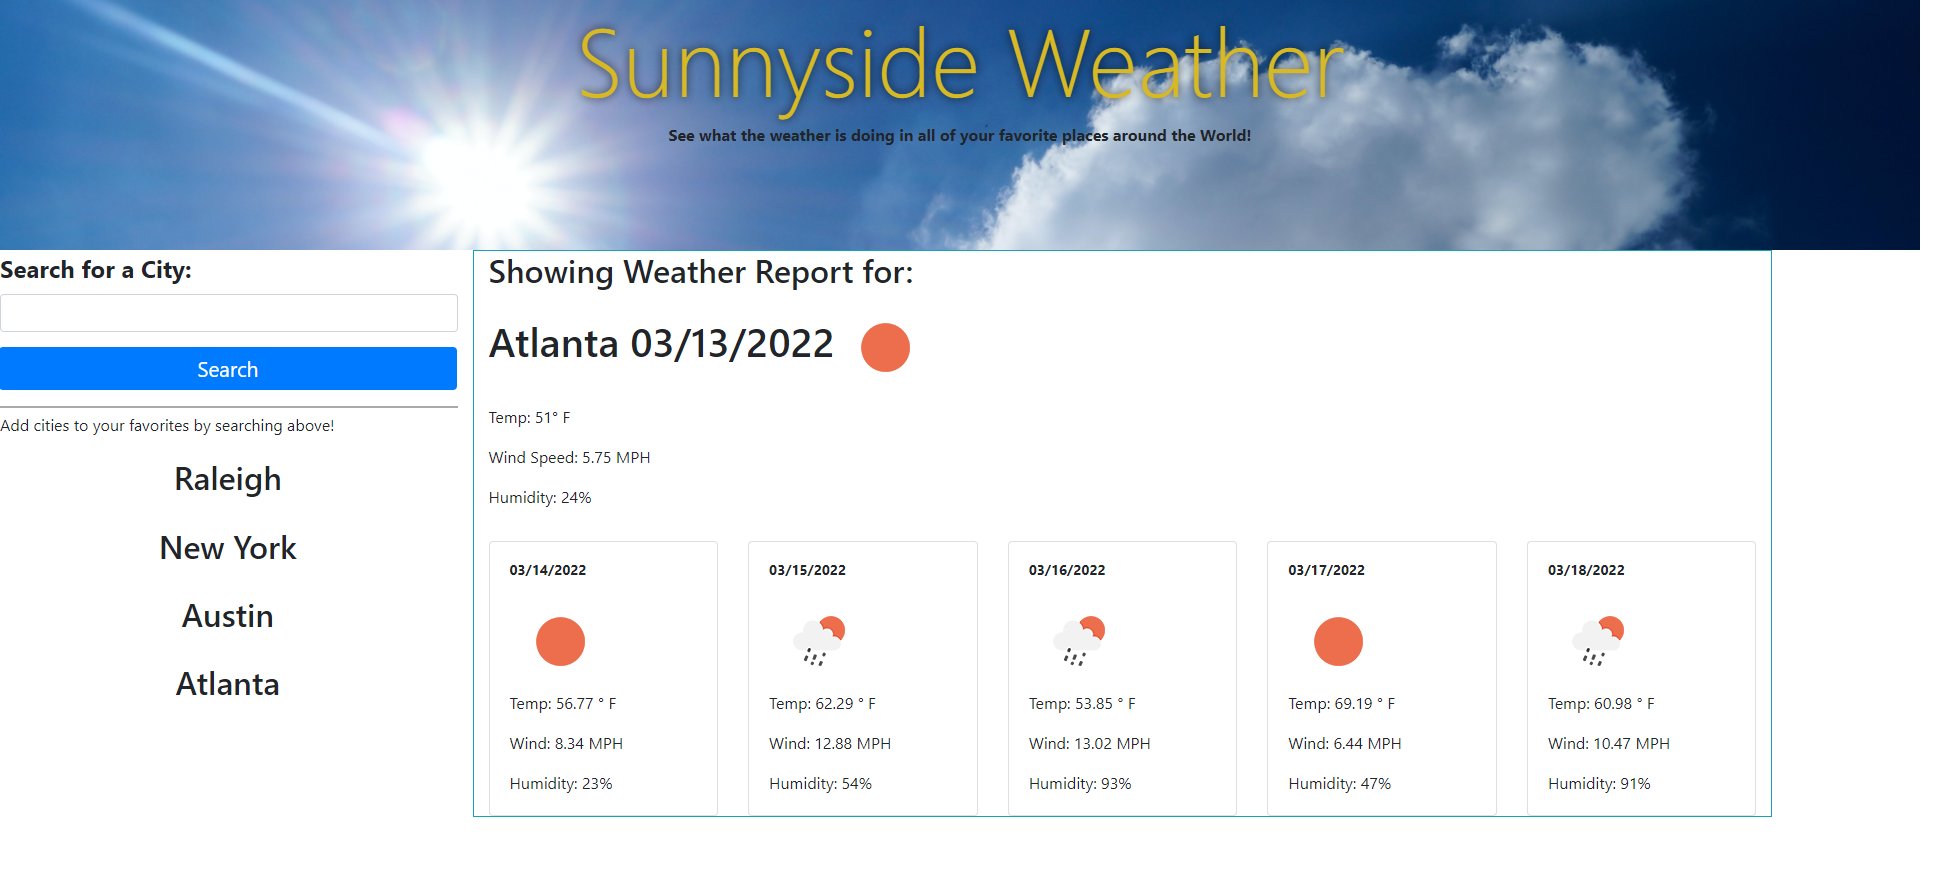 Sunnyside Weather
See what the weather is doing in all of your favorite places around the World!
Search for a City:
Search
Add cities to your favorites by searching above!
Raleigh
New York
Austin
Atlanta
Showing Weather Report for:
Atlanta 03/13/2022
Temp: 51° F
Wind Speed: 5.75 MPH
Humidity: 24%
03/14/2022
Temp: 56.77 ° F
Wind: 8.34 MPH
Humidity: 23%
03/15/2022
Temp: 62.29 ° F
Wind: 12.88 MPH
Humidity: 54%
03/16/2022
Temp: 53.85 ° F
Wind: 13.02 MPH
Humidity: 93%
03/17/2022
Temp: 69.19 ° F
Wind: 6.44 MPH
Humidity: 47%
03/18/2022
Temp: 60.98 ° F
Wind: 10.47 MPH
Humidity: 91%